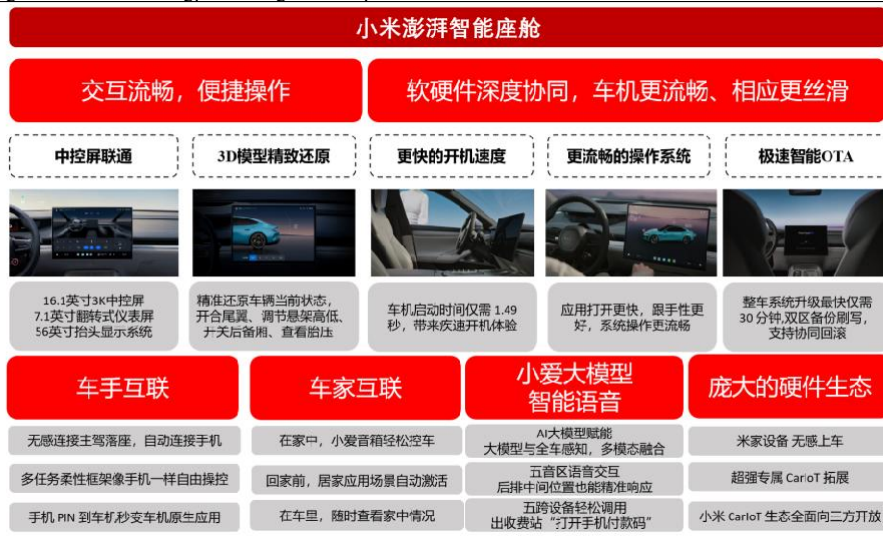 小米澎湃智能座舱
交互流畅，便捷操作
软硬件深度协同，车机更流畅、相应更丝滑
中控屏联通
3D模型精致还原
更快的开机速度
更流畅的操作系统
极速智能OTA
16.1英寸3K中控屏
7.1英寸翻转式仪表屏
56英寸抬头显示系统
精准还原车辆当前状态，
开合尾翼、调节悬架高低、
开关后备厢、查看胎压
车机启动时间仅需 1.49
秒，带来疾速开机体验
应用打开更快，跟手性更
好，系统操作更流畅
整车系统升级最快仅需
30 分钟,双区备份刷写，
支持协同回滚
车手互联
车家互联
小爱大模型
智能语音
庞大的硬件生态
无感连接主驾落座，自动连接手机
多任务柔性框架像手机一样自由操控
手机 PIN 到车机秒变车机原生应用
在家中，小爱音箱轻松控车
回家前，居家应用场景自动激活
在车里，随时查看家中情况
AI大模型赋能
大模型与全车感知，多模态融合
五音区语音交互
后排中间位置也能精准响应
五跨设备轻松调用
出收费站“打开手机付款码”
米家设备 无感上车
超强专属 CarIoT 拓展
小米 CarIoT 生态全面向三方开放